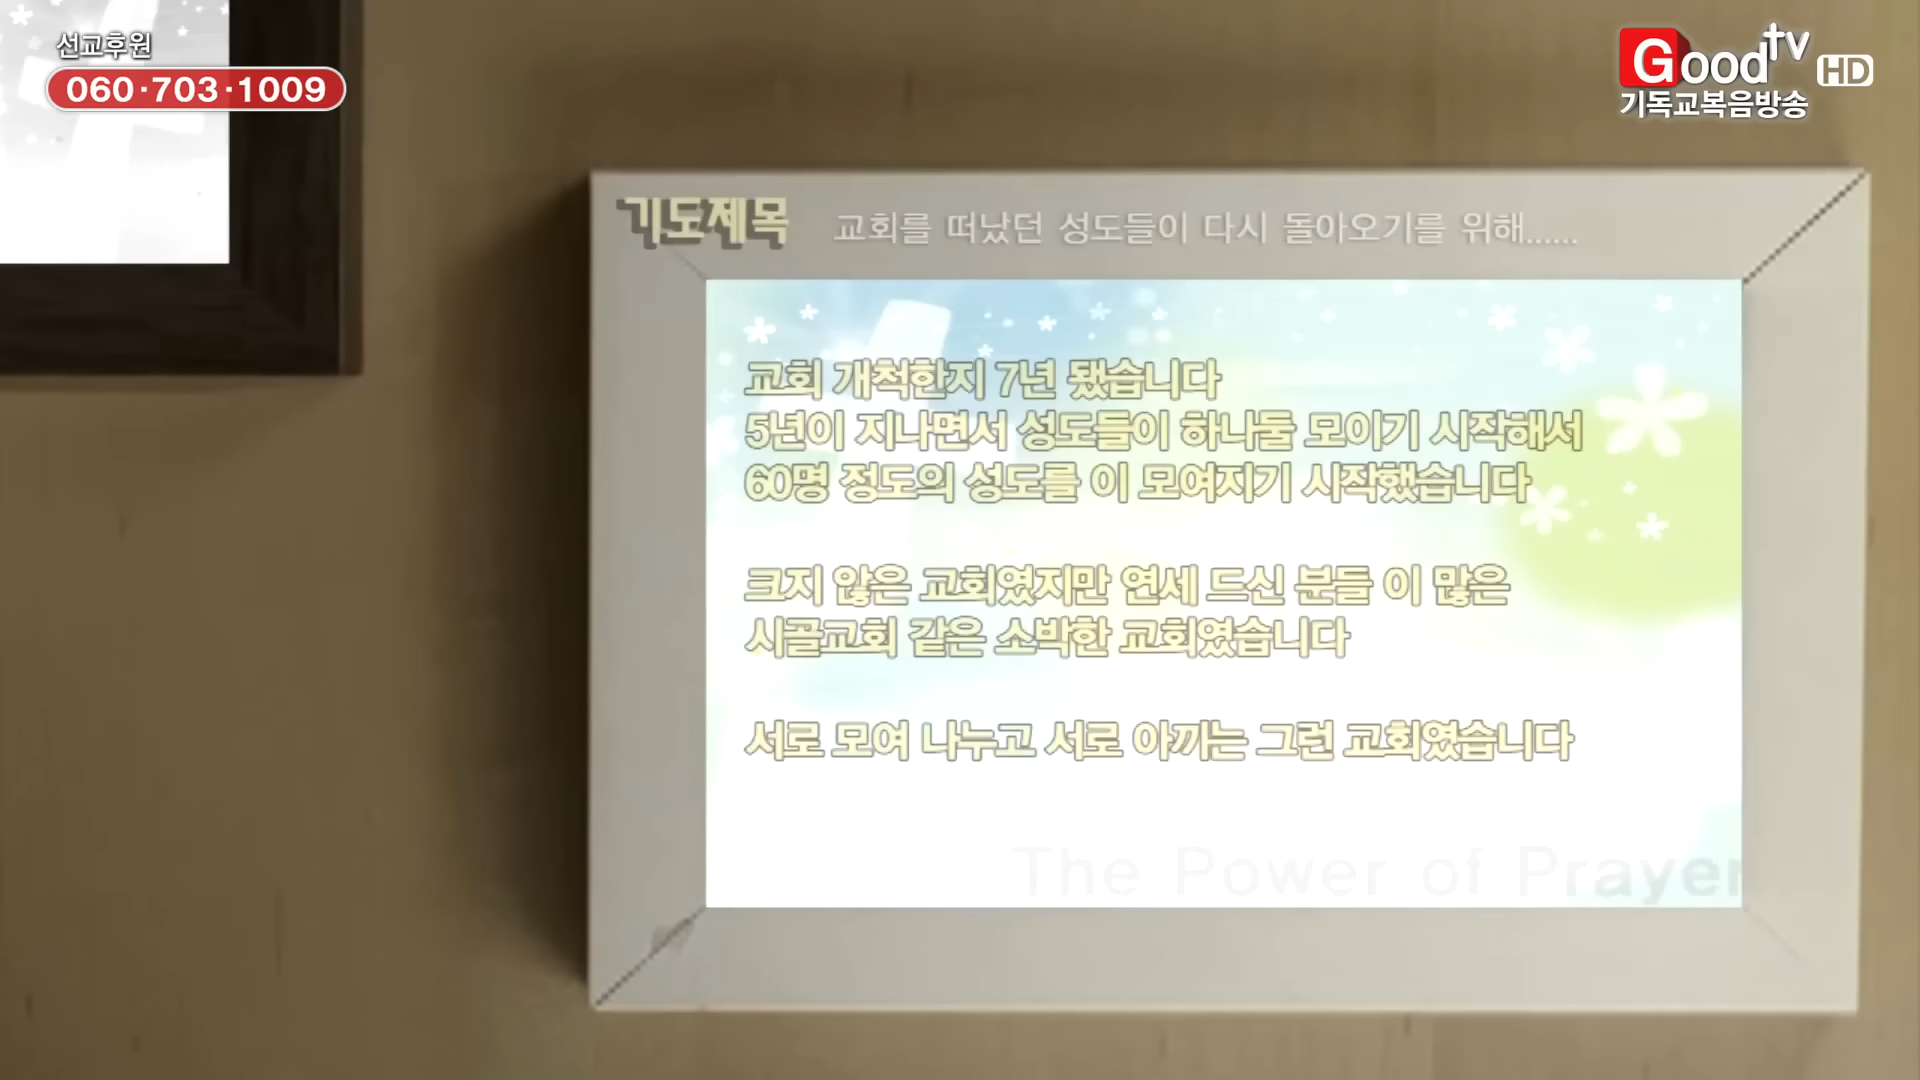 선교후원
060·703·1009
Goodtv HD
기독교복음방송
기도제목 교회를 떠났던 성도들이 다시 돌아오기를 위해......
교회 개척한지 7년 됐습니다
5년이 지나면서 성도들이 하나둘 모이기 시작해서
60명 정도의 성도를 이 모여지기 시작했습니다
크지 않은 교회였지만 연세 드신 분들 이 많은
시골교회 같은 소박한 교회였습니다
서로 모여 나누고 서로 아끼는 그런 교회였습니다
The Power of Prayer